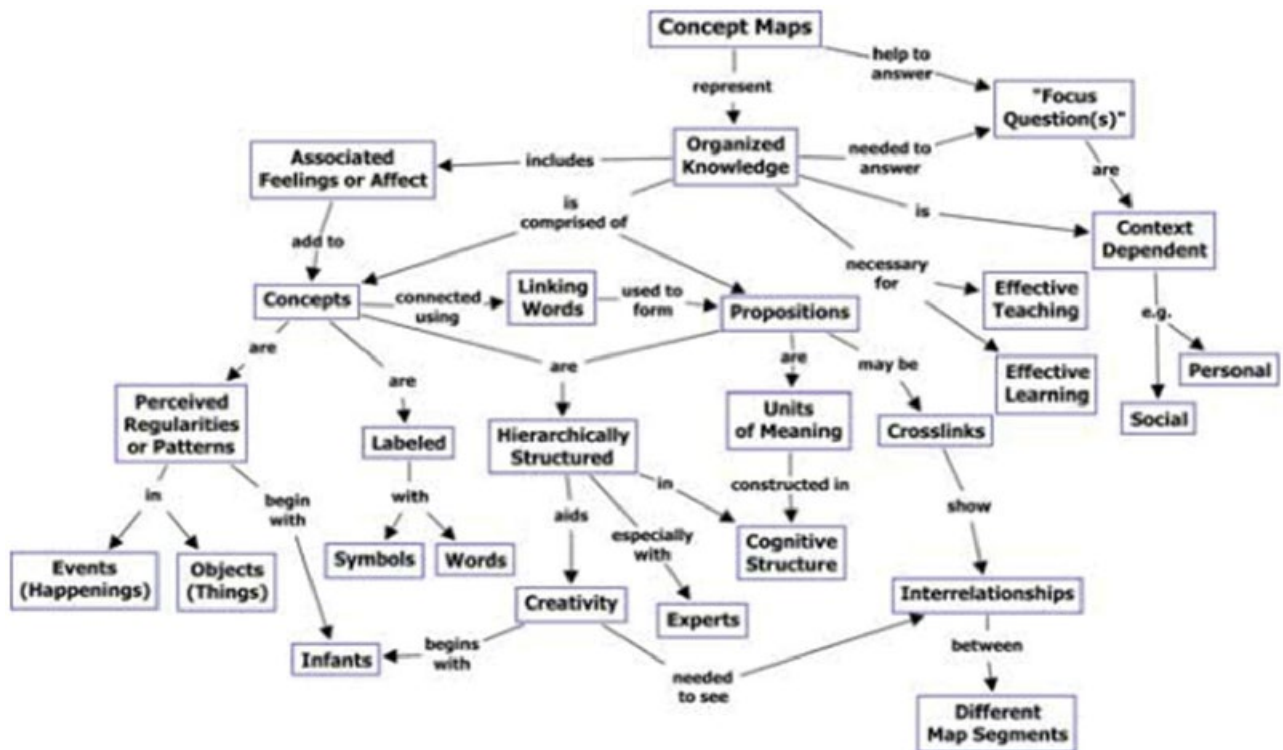 Concept Maps
help to
answer
represent
"Focus
Question(s)"
Organized
Knowledge
needed to
answer
includes
Associated
Feelings or Affect
are
is
comprised of
is
Context
Dependent
add to
necessary
for
Concepts
connected
using
Linking
Words
used to
form
Propositions
Effective
Teaching
e.g.
are
are
are
are
may be
Effective
Learning
Personal
Social
Perceived
Regularities
or Patterns
Labeled
Hierarchically
Structured
Units
of Meaning
Crosslinks
in
begin
with
with
aids
in
especially
with
constructed in
show
Events
(Happenings)
Objects
(Things)
Symbols
Words
Cognitive
Structure
Creativity
Experts
Interrelationships
Infants
begins
with
needed
to see
between
Different
Map Segments